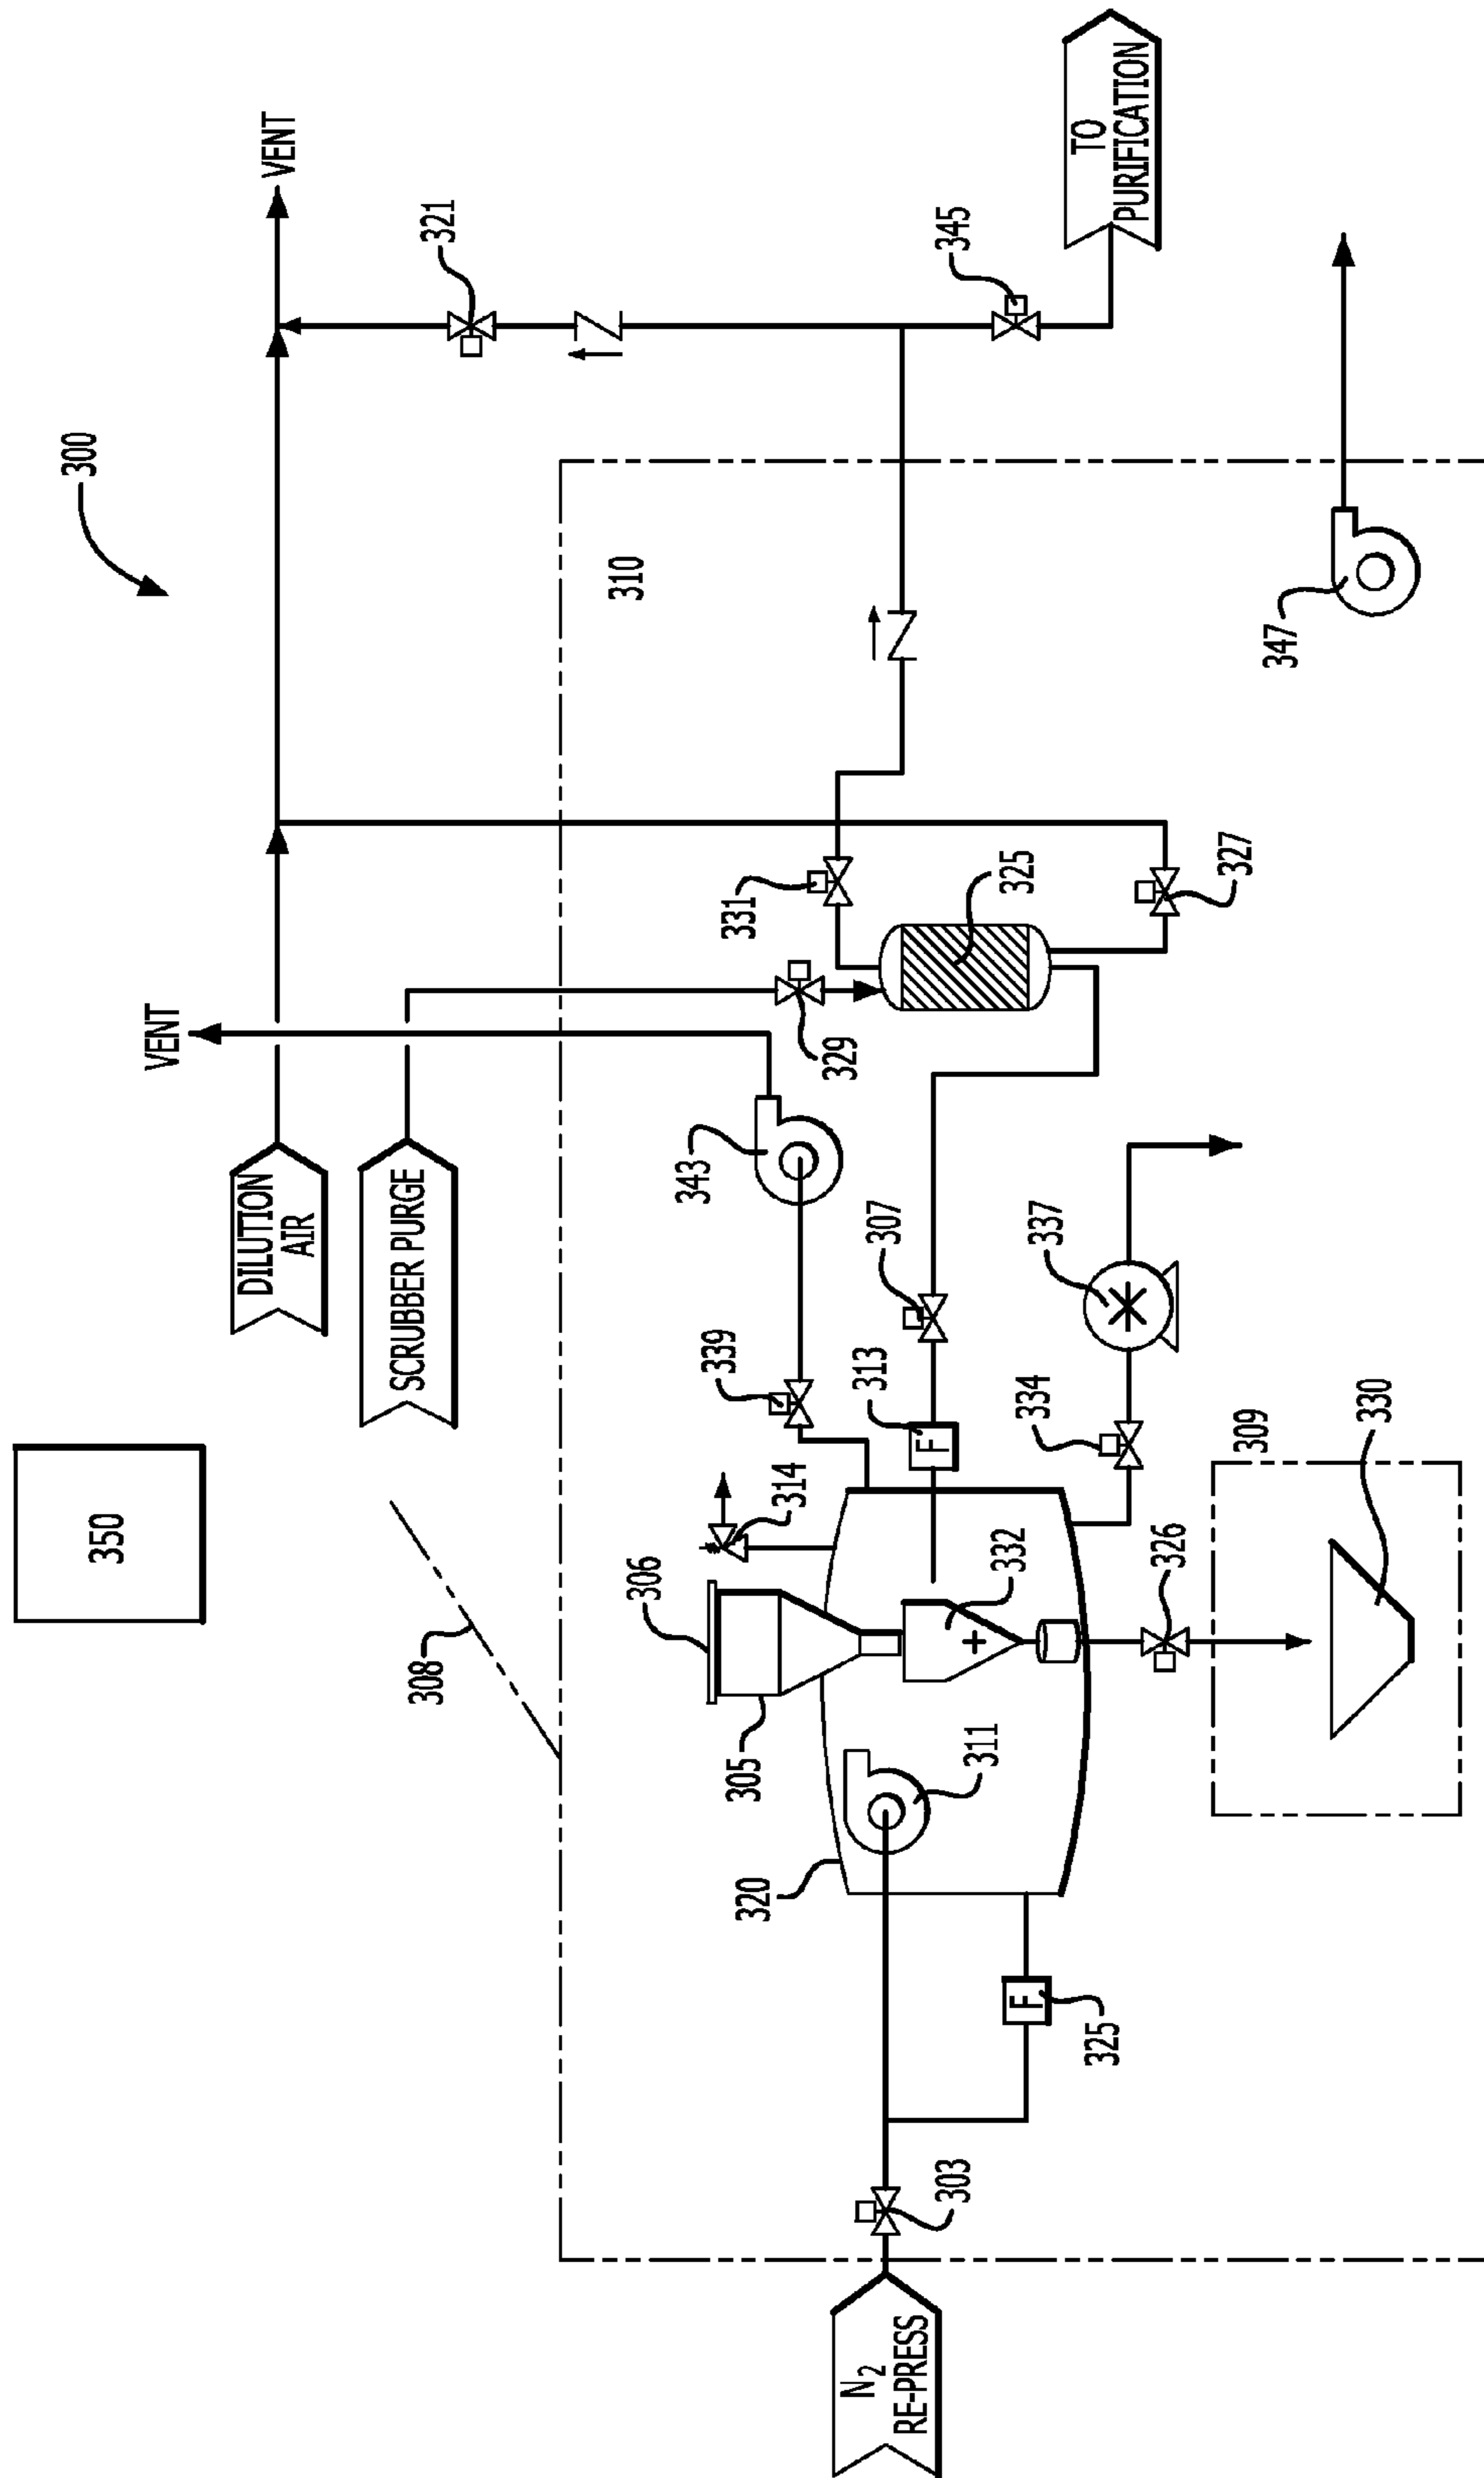 300
350
VENT
DILUTION
AIR
VENT
SCRUBBER PURGE
308
321
310
306
343
339
331
305
320
314
329
313
307
N₂
RE-PRESS
F
303
345
311
332
325
F
334
337
TO
PURIFICATION
325
326
327
309
347
330